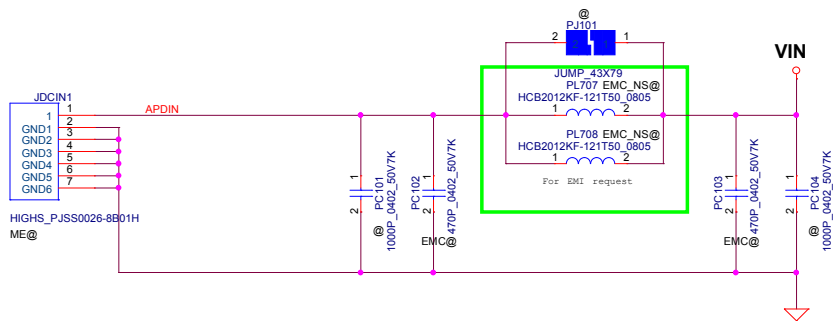 @
PJ101
2
1
2
1
JUMP_43X79
VIN
PL707 EMC_NS@
HCB2012KF-121T50_0805
1
2
PL708 EMC_NS@
HCB2012KF-121T50_0805
1
2
For EMI request
JDCIN1
1
1
APDIN
GND1
2
GND2
3
GND3
4
GND4
5
GND5
6
GND6
7
HIGHS_PJSS0026-8B01H
ME@
1
2
PC101
1000P_0402_50V7K
@
1
2
PC102
470P_0402_50V7K
EMC@
1
2
PC103
470P_0402_50V7K
EMC@
1
2
PC104
1000P_0402_50V7K
@